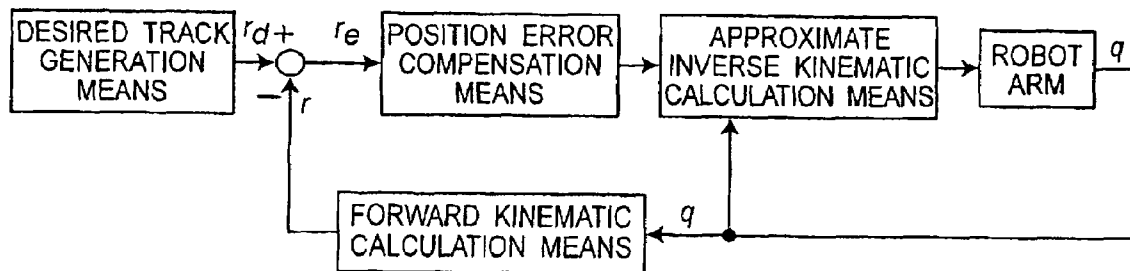 DESIRED TRACK
GENERATION
MEANS
rd +
re
− r
POSITION ERROR
COMPENSATION
MEANS
APPROXIMATE
INVERSE KINEMATIC
CALCULATION MEANS
ROBOT
ARM
q
FORWARD KINEMATIC
CALCULATION MEANS
q